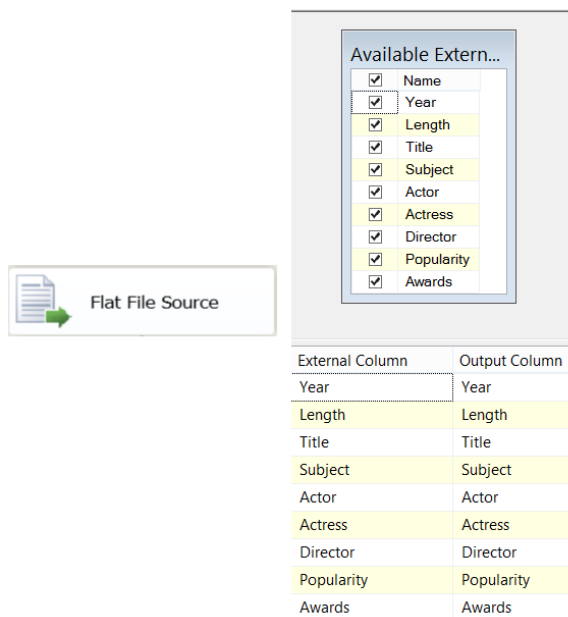 Flat File Source
Available Extern...
Name
Year
Length
Title
Subject
Actor
Actress
Director
Popularity
Awards
External Column Output Column
Year Year
Length Length
Title Title
Subject Subject
Actor Actor
Actress Actress
Director Director
Popularity Popularity
Awards Awards